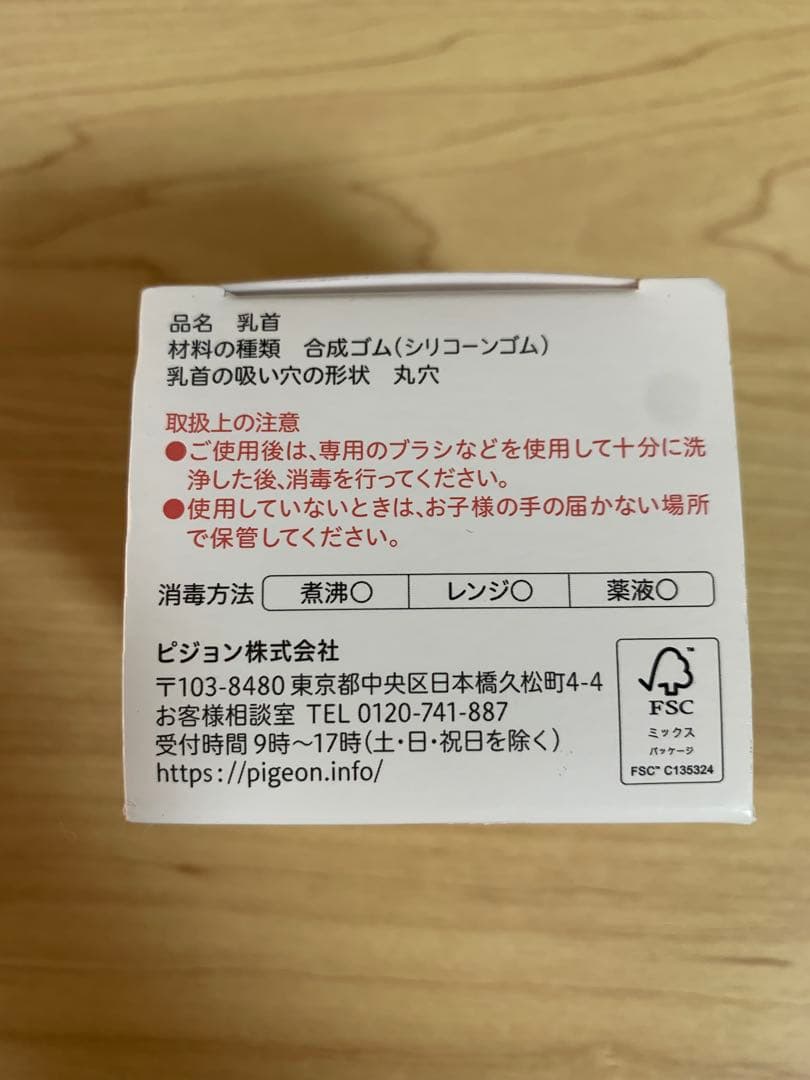 品名　乳首
材料の種類　合成ゴム(シリコーンゴム)
乳首の吸い穴の形状　丸穴
取扱上の注意
●ご使用後は、専用のブラシなどを使用して十分に洗
浄した後、消毒を行ってください。
●使用していないときは、お子様の手の届かない場所
で保管してください。
消毒方法　煮沸〇　レンジ〇　薬液〇
ピジョン株式会社
〒103-8480 東京都中央区日本橋久松町4-4
お客様相談室 TEL 0120-741-887
受付時間 9時～17時(土・日・祝日を除く)
https://pigeon.info/
FSC
ミックス
パッケージ
FSC™ C135324